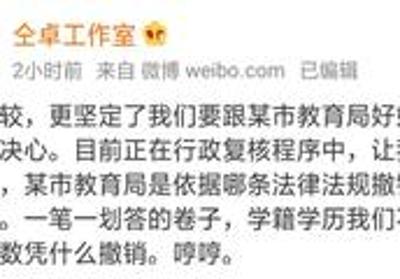 仝卓工作室
2小时前 来自 微博 weibo.com 已编辑
较，更坚定了我们要跟某市教育局好
决心。目前正在行政复核程序中，让
，某市教育局是依据哪条法律法规撤
。一笔一划答的卷子，学籍学历我们
数凭什么撤销。哼哼。